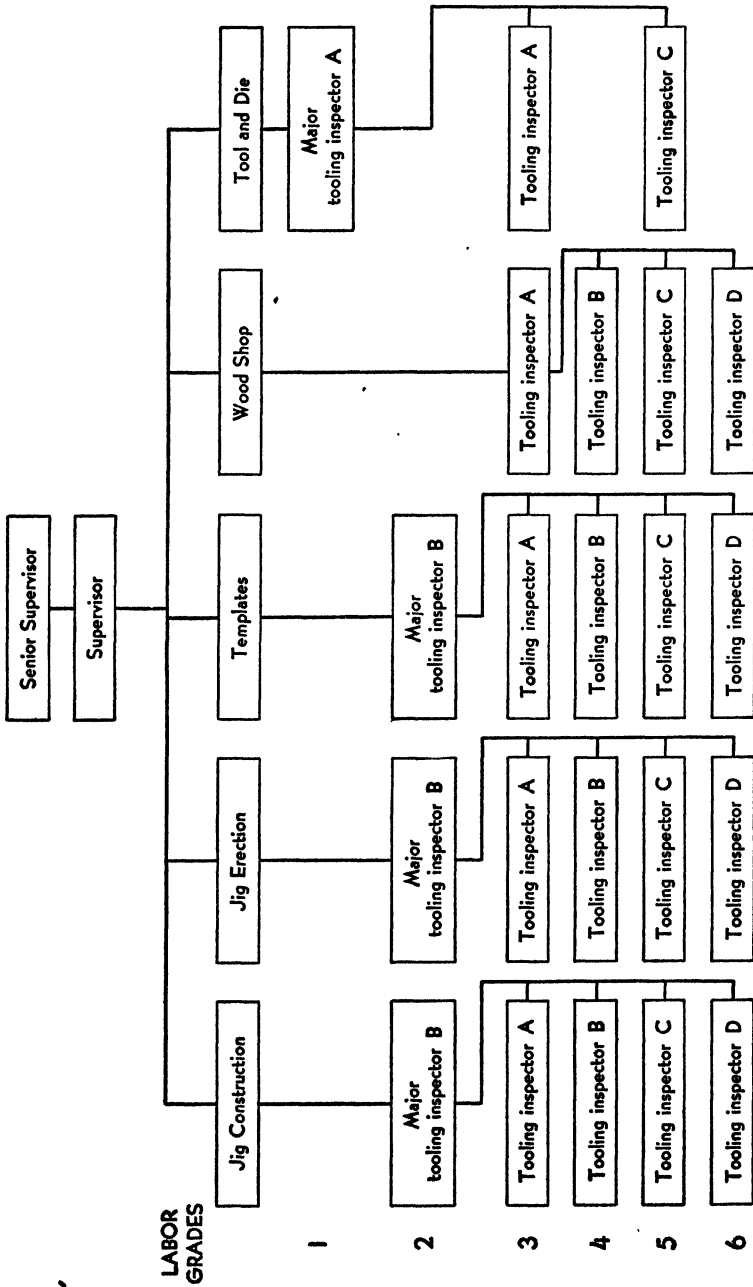 Senior Supervisor
Supervisor
LABOR
GRADES
Jig Construction
Jig Erection
Templates
Wood Shop
Tool and Die
1
Major
tooling inspector A
2
Major
tooling inspector B
Major
tooling inspector B
Major
tooling inspector B
3
Tooling inspector A
Tooling inspector A
Tooling inspector A
Tooling inspector A
Tooling inspector A
4
Tooling inspector B
Tooling inspector B
Tooling inspector B
Tooling inspector B
5
Tooling inspector C
Tooling inspector C
Tooling inspector C
Tooling inspector C
Tooling inspector C
6
Tooling inspector D
Tooling inspector D
Tooling inspector D
Tooling inspector D